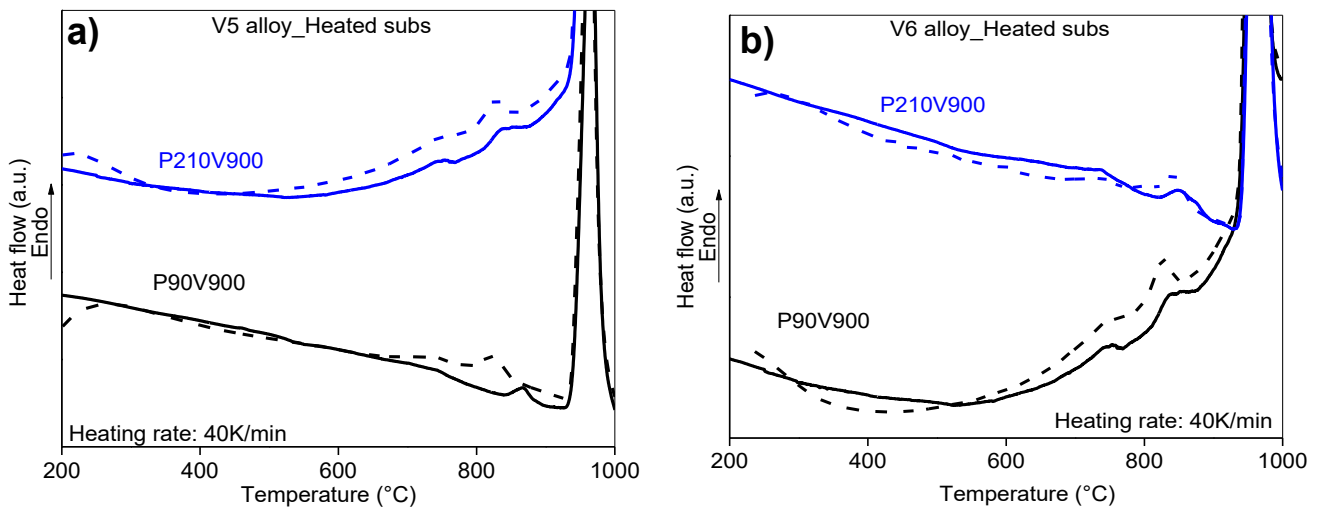 a)
V5 alloy_Heated subs
P210V900
P90V900
Heating rate: 40K/min
Heat flow (a.u.)
Endo
200
400
600
800
1000
Temperature (°C)
b)
V6 alloy_Heated subs
P210V900
P90V900
Heating rate: 40K/min
Heat flow (a.u.)
Endo
200
400
600
800
1000
Temperature (°C)